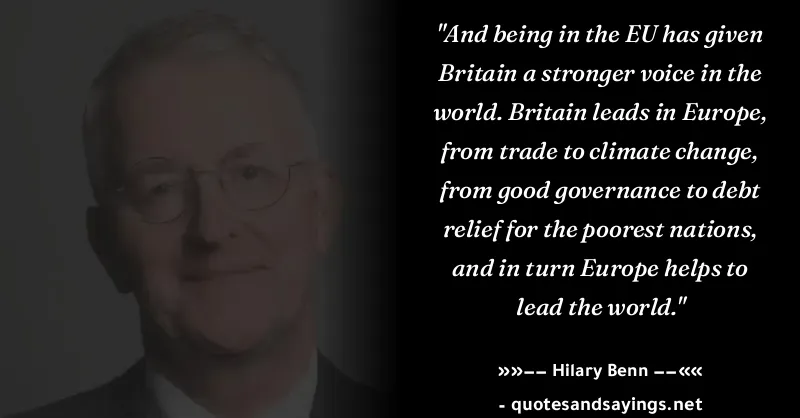 "And being in the EU has given
Britain a stronger voice in the
world. Britain leads in Europe,
from trade to climate change,
from good governance to debt
relief for the poorest nations,
and in turn Europe helps to
lead the world."
»»−− Hilary Benn −−««
- quotesandsayings.net